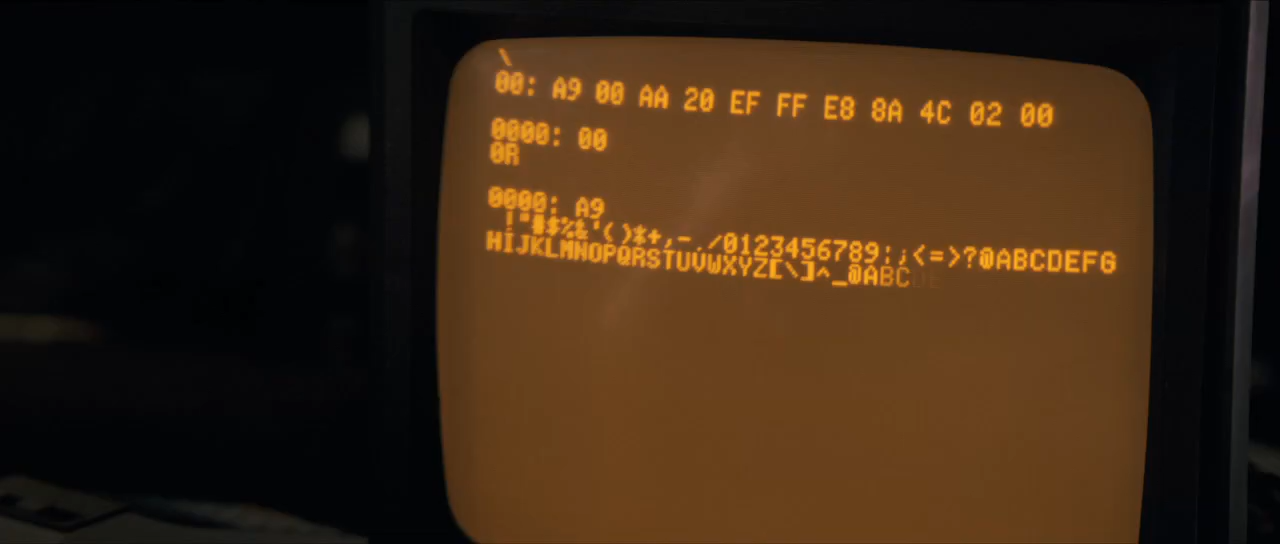 \
00: A9 00 AA 20 EF FF E8 8A 4C 02 00
0000: 00
0R
0000: A9
!"#$%&'()*+,-./0123456789:;<=>?@ABCDEFG
HIJKLMNOPQRSTUVWXYZ[\]^_@ABCDE